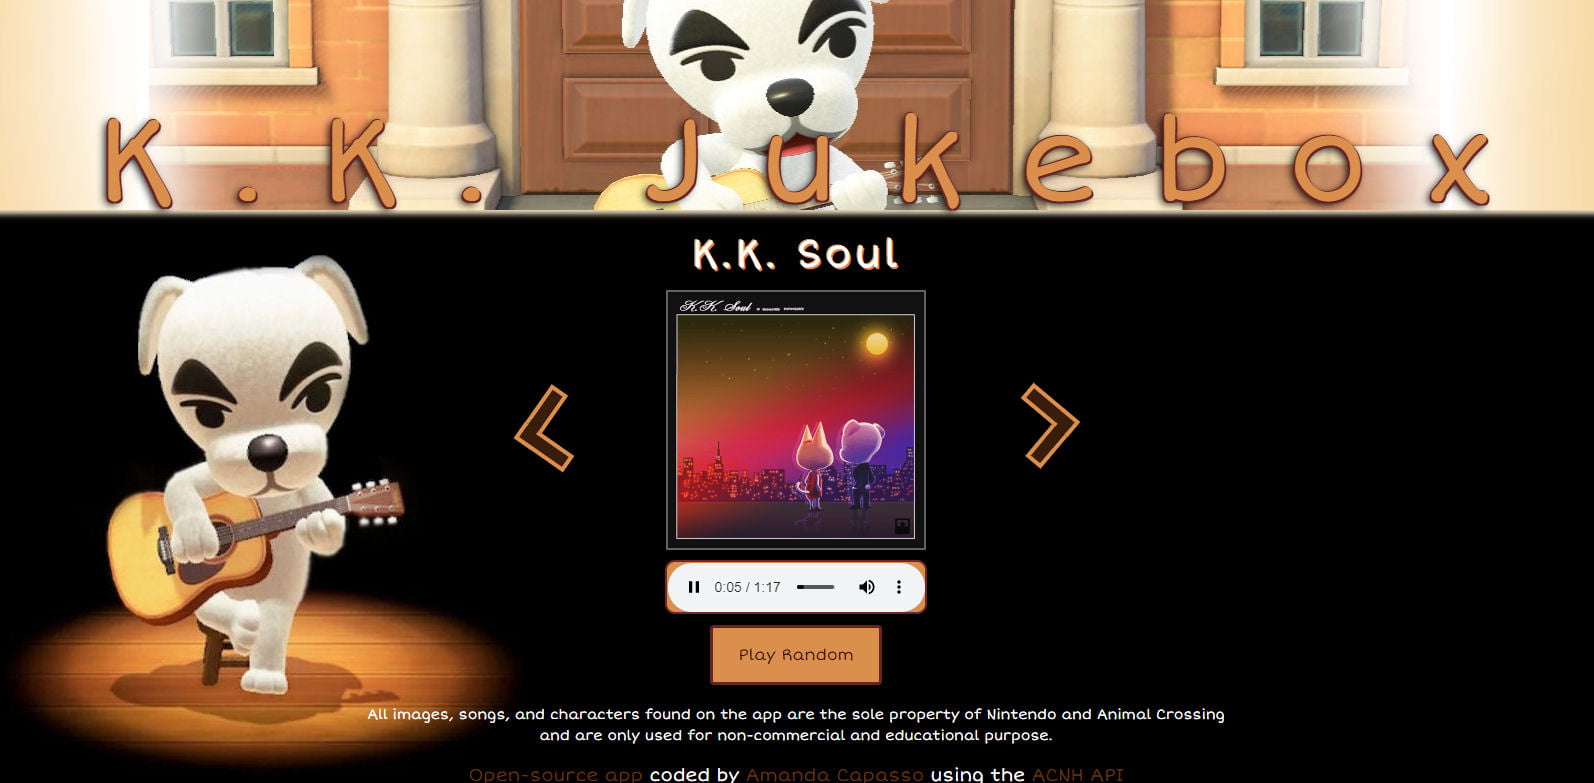 K.K. Jukebox
K.K. Soul
K.K. Soul
0:05 / 1:17
Play Random
All images, songs, and characters found on the app are the sole property of Nintendo and Animal Crossing
and are only used for non-commercial and educational purpose.
Open-source app coded by Amanda Capasso using the ACNH API